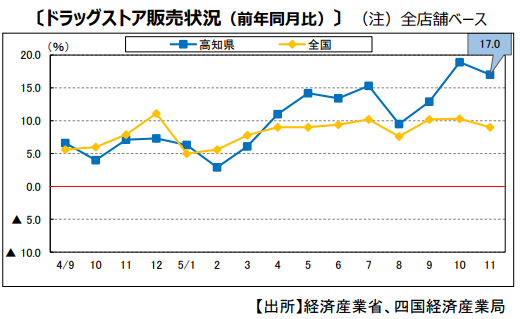 〔ドラッグストア販売状況（前年同月比）〕（注）全店舗ベース
（％）
高知県 全国
17.0
20.0
15.0
10.0
5.0
0.0
▲ 5.0
▲ 10.0
4/9 10 11 12 5/1 2 3 4 5 6 7 8 9 10 11
【出所】経済産業省、四国経済産業局